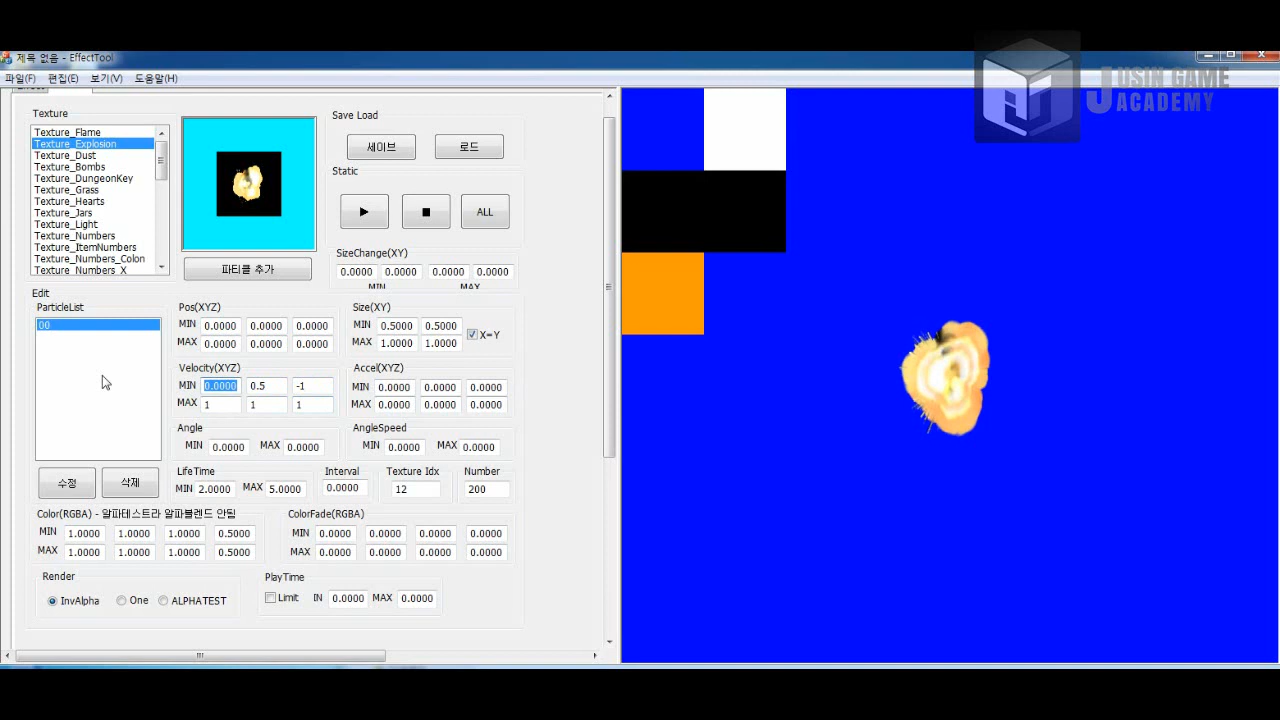 제목 없음 - EffectTool
JUSIN GAME
ACADEMY
파일(F) 편집(E) 보기(V) 도움말(H)
Texture
Texture_Flame
Texture_Explosion
Texture_Dust
Texture_Bombs
Texture_DungeonKey
Texture_Grass
Texture_Hearts
Texture_Jars
Texture_Light
Texture_Numbers
Texture_ItemNumbers
Texture_Numbers_Colon
Texture_Numbers_X
파티클 추가
Save Load
세이브 로드
Static
ALL
SizeChange(XY)
0.0000 0.0000 0.0000 0.0000
MIN MAX
Edit
ParticleList
00
수정 삭제
Pos(XYZ)
MIN 0.0000 0.0000 0.0000
MAX 0.0000 0.0000 0.0000
Size(XY)
MIN 0.5000 0.5000
MAX 1.0000 1.0000
X=Y
Velocity(XYZ)
MIN 0.0000 0.5 -1
MAX 1 1 1
Accel(XYZ)
MIN 0.0000 0.0000 0.0000
MAX 0.0000 0.0000 0.0000
Angle
MIN 0.0000 MAX 0.0000
AngleSpeed
MIN 0.0000 MAX 0.0000
LifeTime
MIN 2.0000 MAX 5.0000
Interval
0.0000
Texture Idx
12
Number
200
Color(RGBA) - 알파테스트라 알파블렌드 안됨
MIN 1.0000 1.0000 1.0000 0.5000
MAX 1.0000 1.0000 1.0000 0.5000
ColorFade(RGBA)
MIN 0.0000 0.0000 0.0000 0.0000
MAX 0.0000 0.0000 0.0000 0.0000
Render
InvAlpha One ALPHATEST
PlayTime
Limit IN 0.0000 MAX 0.0000